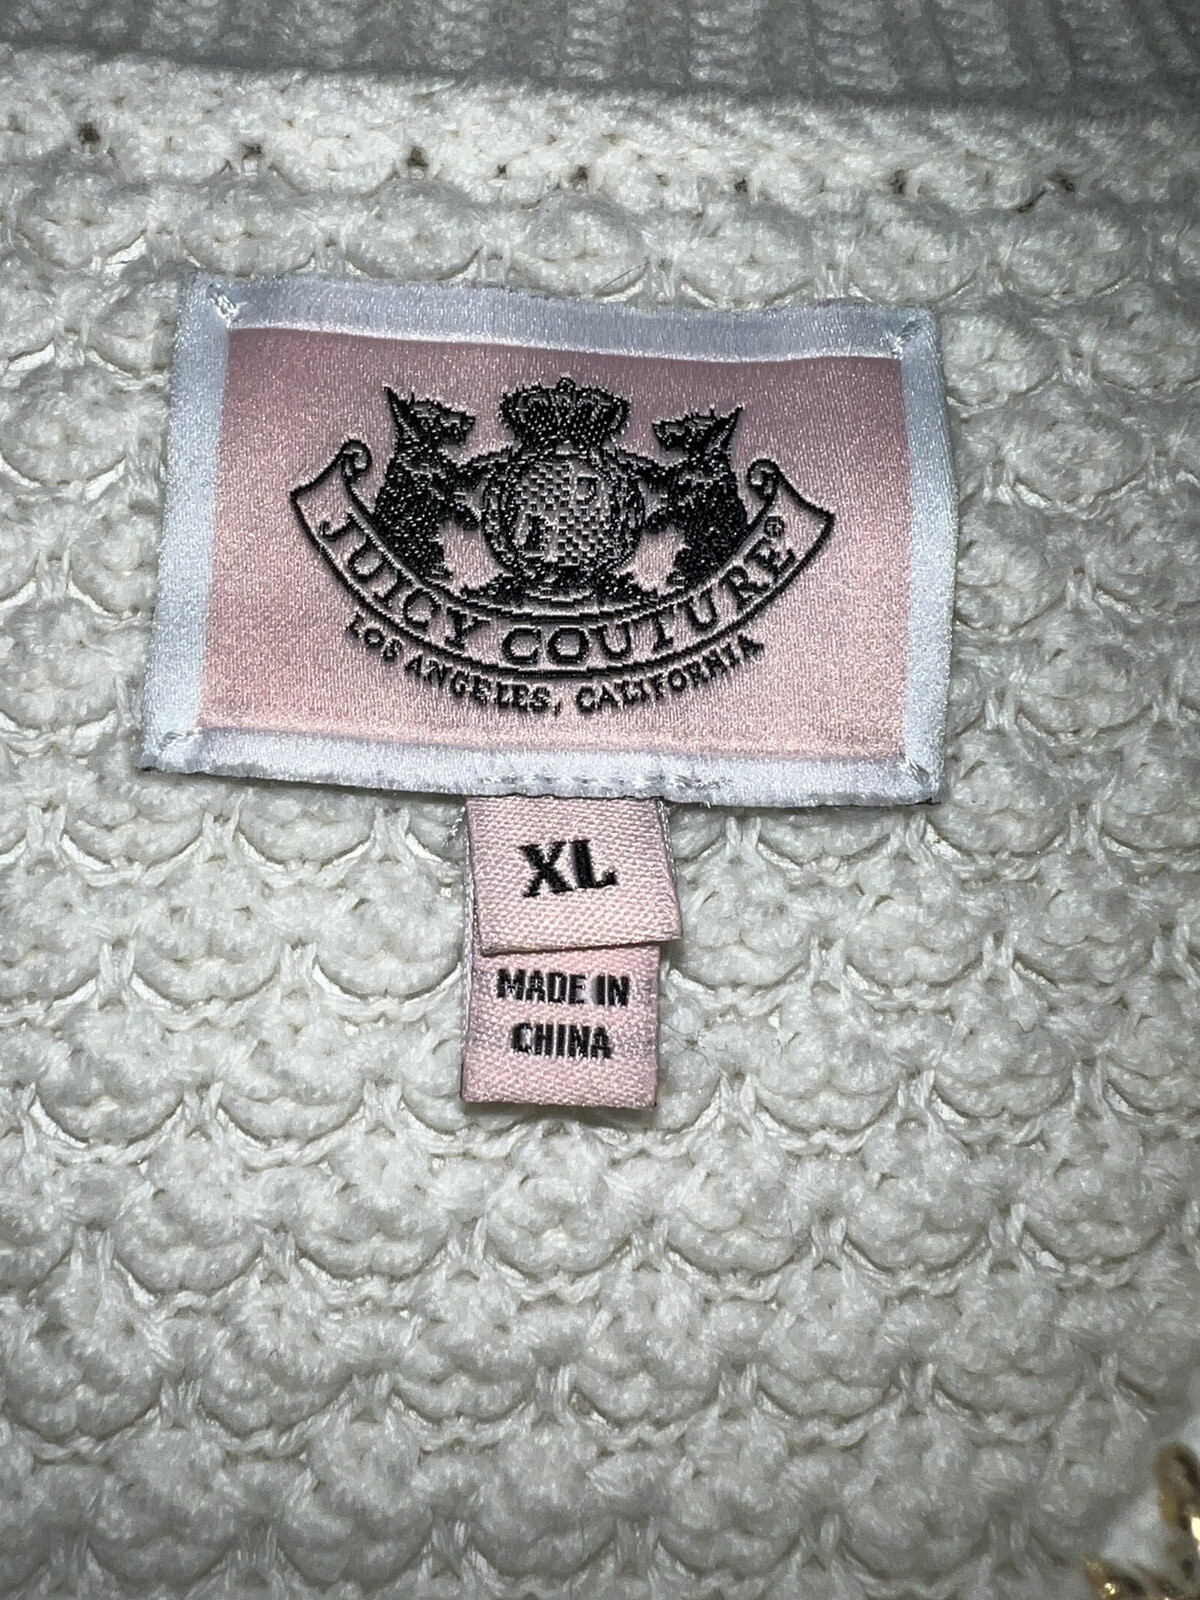 JUICY COUTURE®
LOS ANGELES, CALIFORNIA
XL
MADE IN
CHINA